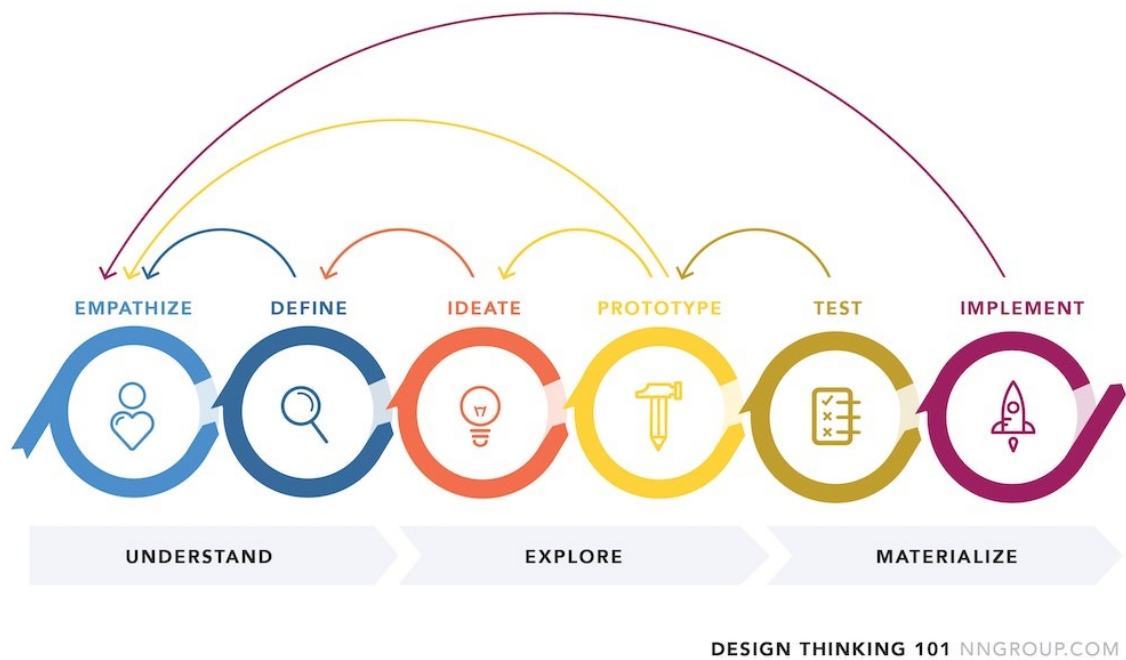 EMPATHIZE DEFINE IDEATE PROTOTYPE TEST IMPLEMENT
UNDERSTAND EXPLORE MATERIALIZE
DESIGN THINKING 101 NNGROUP.COM